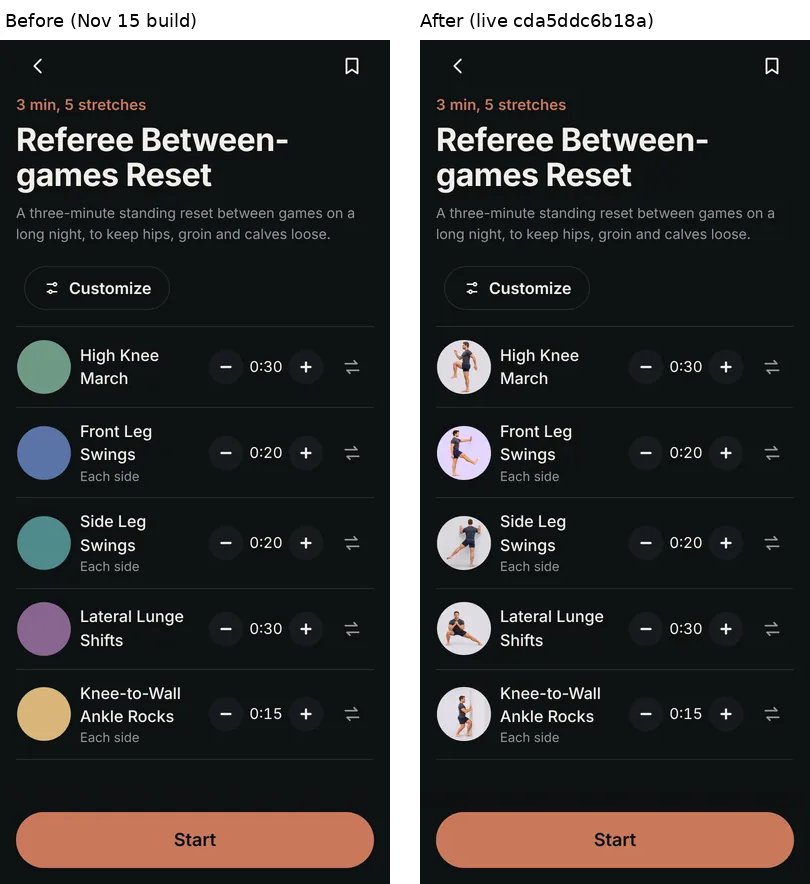 Before (Nov 15 build)
3 min, 5 stretches
Referee Between-
games Reset
A three-minute standing reset between games on a
long night, to keep hips, groin and calves loose.
Customize
High Knee
March
0:30
Front Leg
Swings
Each side
0:20
Side Leg
Swings
Each side
0:20
Lateral Lunge
Shifts
0:30
Knee-to-Wall
Ankle Rocks
Each side
0:15
Start
After (live cda5ddc6b18a)
3 min, 5 stretches
Referee Between-
games Reset
A three-minute standing reset between games on a
long night, to keep hips, groin and calves loose.
Customize
High Knee
March
0:30
Front Leg
Swings
Each side
0:20
Side Leg
Swings
Each side
0:20
Lateral Lunge
Shifts
0:30
Knee-to-Wall
Ankle Rocks
Each side
0:15
Start